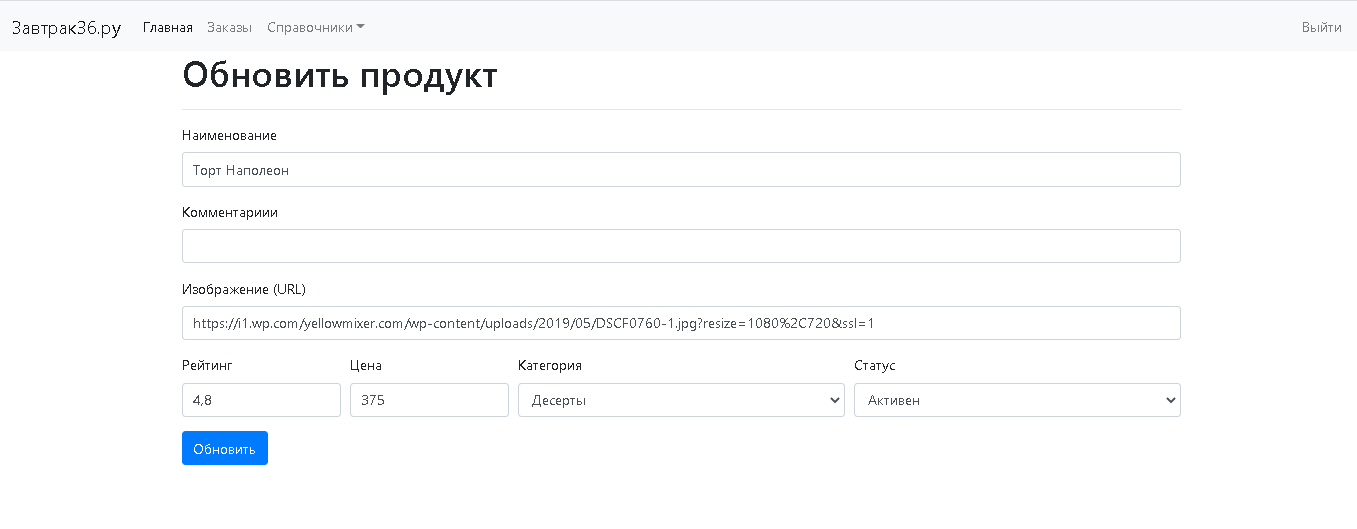 Завтрак36.ру Главная Заказы Справочники Выйти
Обновить продукт
Наименование
Торт Наполеон
Комментариии
Изображение (URL)
https://i1.wp.com/yellowmixer.com/wp-content/uploads/2019/05/DSCF0760-1.jpg?resize=1080%2C720&ssl=1
Рейтинг Цена Категория Статус
4,8 375 Десерты Активен
Обновить